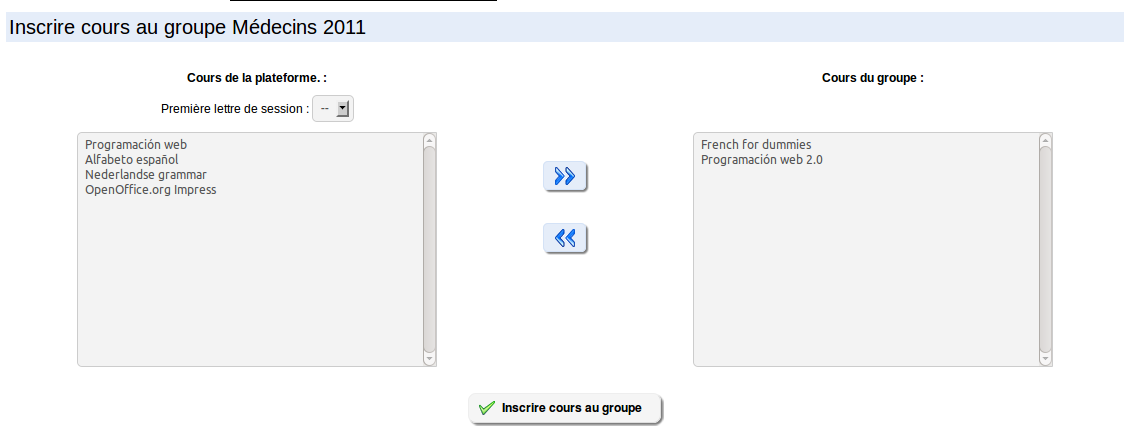 Inscrire cours au groupe Médecins 2011
Cours de la plateforme. :
Première lettre de session : --
Programación web
Alfabeto español
Nederlandse grammar
OpenOffice.org Impress
Cours du groupe :
French for dummies
Programación web 2.0
Inscrire cours au groupe